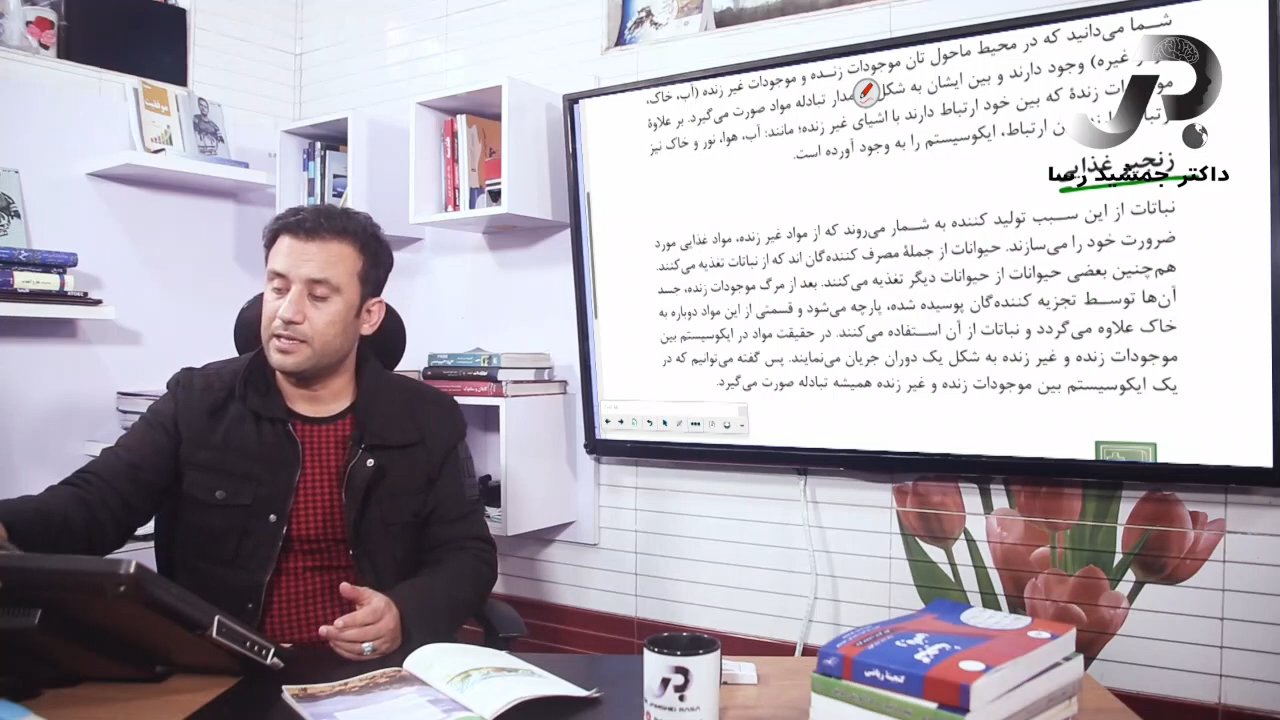 شما می‌دانید که در محیط ماحول تان موجودات زنده و موجودات غیر زنده (آب، خاک،
غیره) وجود دارند و بین ایشان به شکل تبادله مواد صورت می‌گیرد. بر علاوۀ
زندۀ که بین خود ارتباط دارند با اشیای غیر زنده؛ مانند: آب، هوا، نور و خاک نیز
ارتباط، ایکوسیستم را به وجود آورده است.
زنجیر غذایی
داکتر جمشید رسا
نباتات از این سبب تولید کننده به شمار می‌روند که از مواد غیر زنده، مواد غذایی مورد
ضرورت خود را می‌سازند. حیوانات از جملۀ مصرف کننده‌گان اند که از نباتات تغذیه می‌کنند.
هم‌چنین بعضی حیوانات از حیوانات دیگر تغذیه می‌کنند. بعد از مرگ موجودات زنده، جسد
آن‌ها توسط تجزیه کننده‌گان پوسیده شده، پارچه می‌شود و قسمتی از این مواد دوباره به
خاک علاوه می‌گردد و نباتات از آن استفاده می‌کنند. در حقیقت مواد در ایکوسیستم بین
موجودات زنده و غیر زنده به شکل یک دوران جریان می‌نمایند. پس گفته می‌توانیم که در
یک ایکوسیستم بین موجودات زنده و غیر زنده همیشه تبادله صورت می‌گیرد.
موفقیت